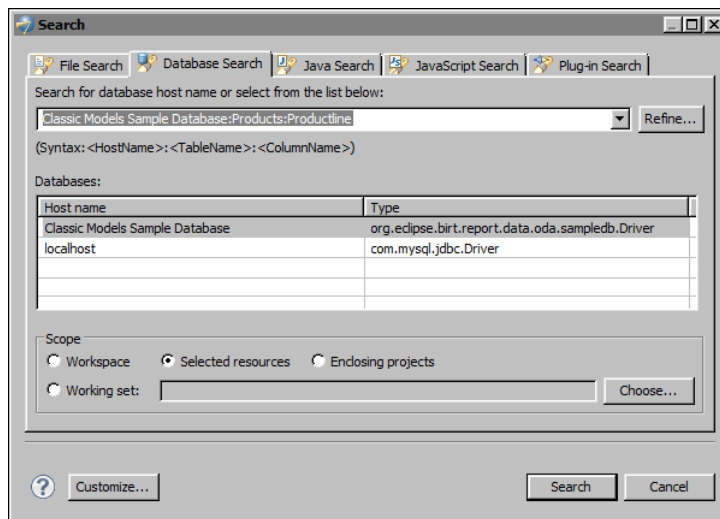 Search
File Search Database Search Java Search JavaScript Search Plug-in Search
Search for database host name or select from the list below:
Classic Models Sample Database:Products:Productline Refine...
(Syntax:<HostName>:<TableName>:<ColumnName>)
Databases:
Host name Type
Classic Models Sample Database org.eclipse.birt.report.data.oda.sampledb.Driver
localhost com.mysql.jdbc.Driver
Scope
Workspace Selected resources Enclosing projects
Working set: Choose...
? Customize... Search Cancel